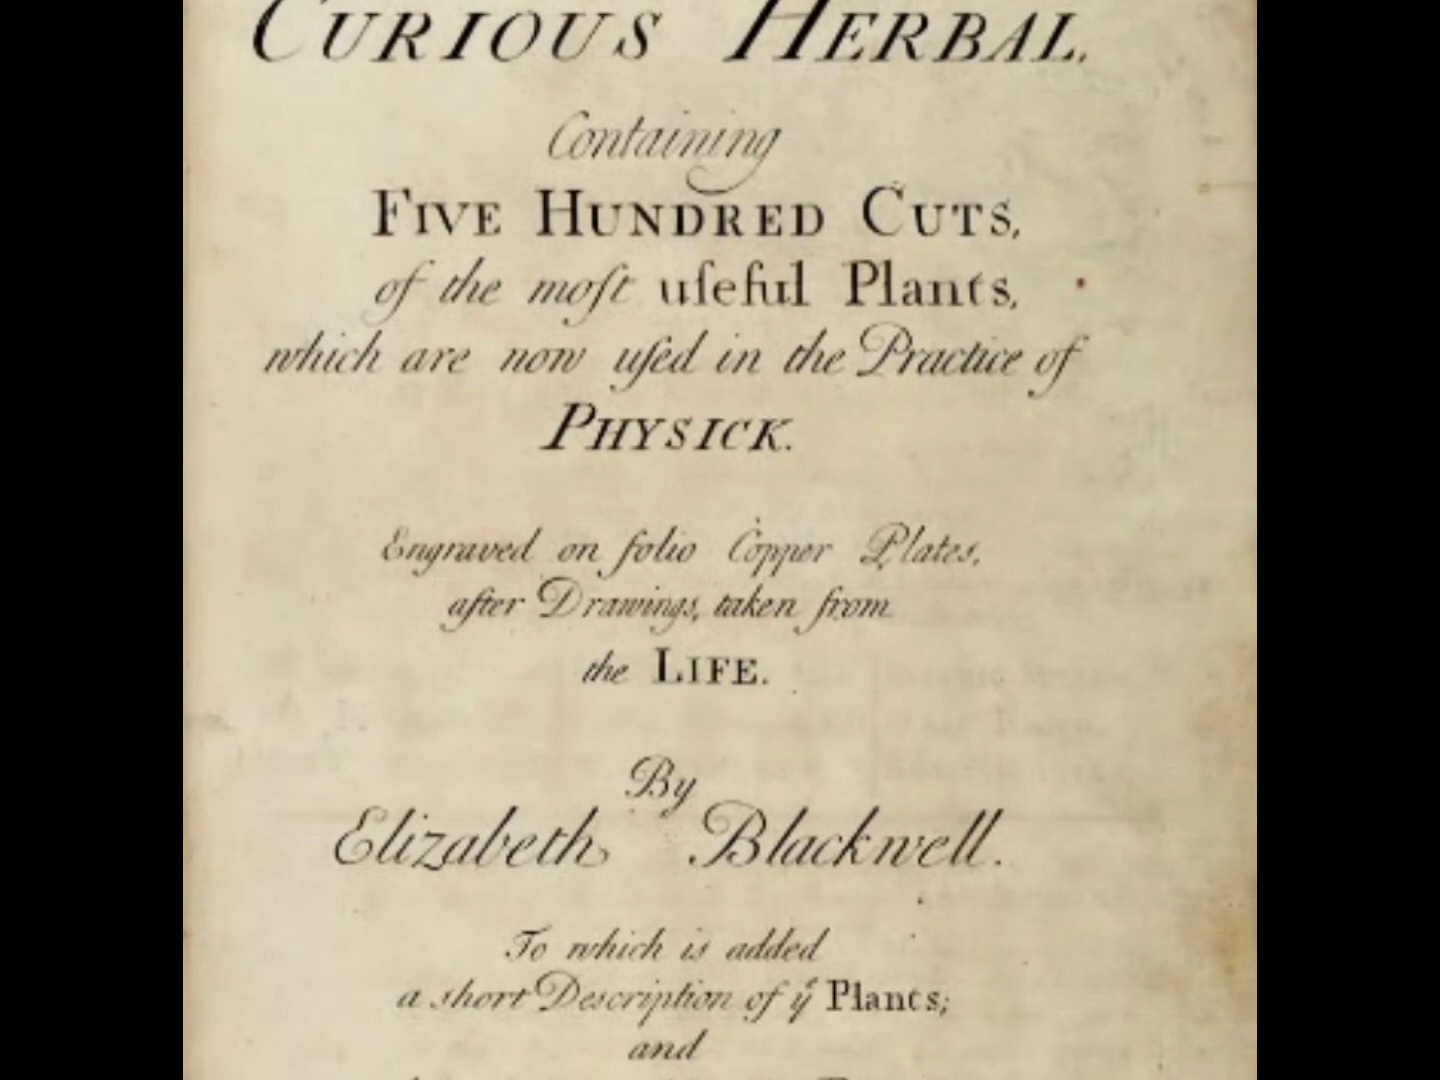 CURIOUS HERBAL.
Containing
FIVE HUNDRED CUTS,
of the moſt uſeful Plants,
which are now uſed in the Practice of
PHYSICK.
Engraved on folio Copper Plates,
after Drawings, taken from
the LIFE.
By
Elizabeth Blackwell.
To which is added
a short Description of yͤ Plants;
and